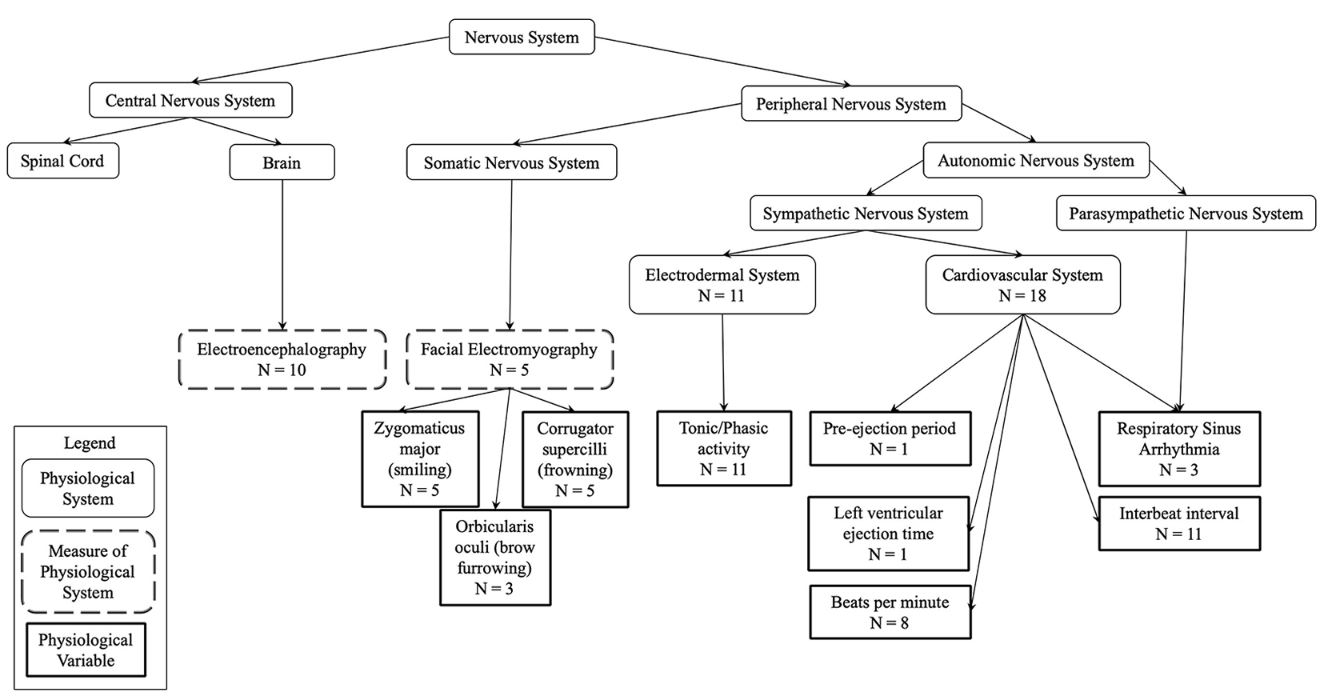 Nervous System
Central Nervous System
Peripheral Nervous System
Spinal Cord
Brain
Somatic Nervous System
Autonomic Nervous System
Sympathetic Nervous System
Parasympathetic Nervous System
Electrodermal System
N = 11
Cardiovascular System
N = 18
Electroencephalography
N = 10
Facial Electromyography
N = 5
Zygomaticus
major
(smiling)
N = 5
Corrugator
supercilli
(frowning)
N = 5
Orbicularis
oculi (brow
furrowing)
N = 3
Tonic/Phasic
activity
N = 11
Pre-ejection period
N = 1
Respiratory Sinus
Arrhythmia
N = 3
Left ventricular
ejection time
N = 1
Interbeat interval
N = 11
Beats per minute
N = 8
Legend
Physiological
System
Measure of
Physiological
System
Physiological
Variable